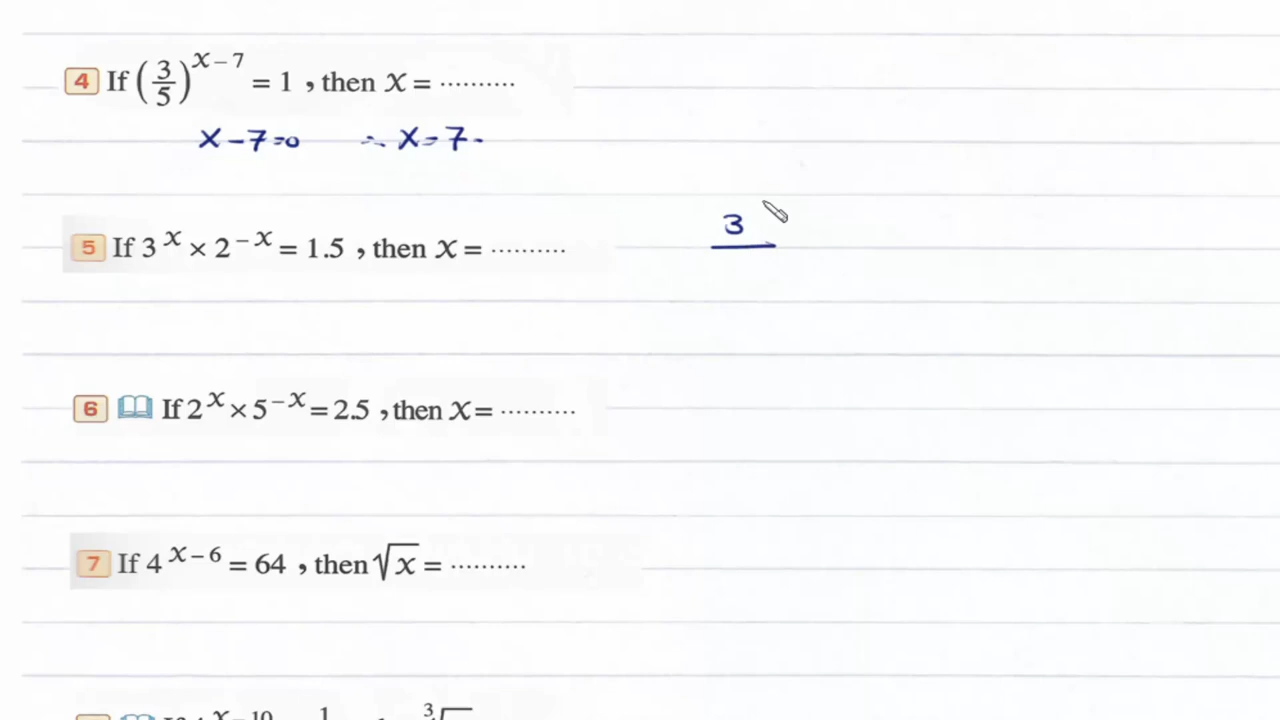 4 If (3/5)^{x-7} = 1 , then x = ..........
x - 7 = 0 ∴ x = 7 .
5 If 3^x × 2^{-x} = 1.5 , then x = ..........
3
6 If 2^x × 5^{-x} = 2.5 , then x = ..........
7 If 4^{x-6} = 64 , then √x = ..........